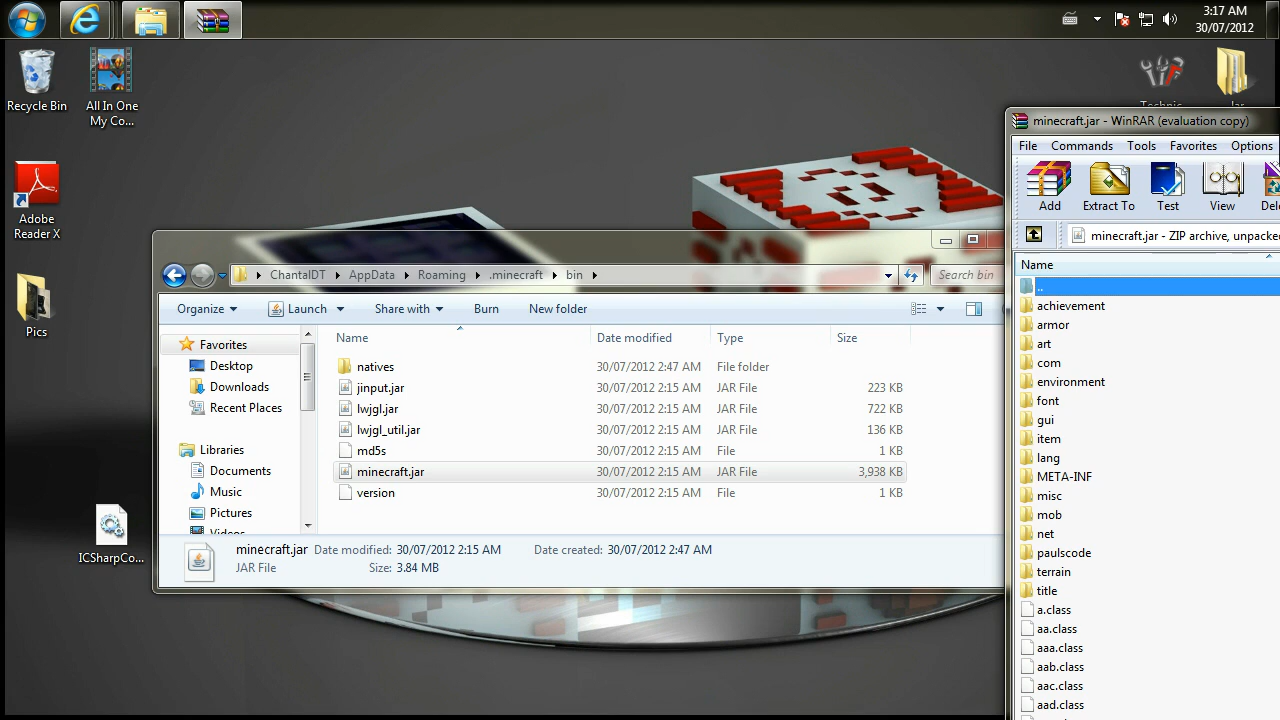 3:17 AM
30/07/2012
Recycle Bin
All In One
My Co...
Adobe
Reader X
Pics
ICSharpCo...
Technic
Jar
ChantalDT
AppData
Roaming
.minecraft
bin
Search bin
Organize
Launch
Share with
Burn
New folder
Favorites
Desktop
Downloads
Recent Places
Libraries
Documents
Music
Pictures
Videos
Name Date modified Type Size
natives 30/07/2012 2:47 AM File folder
jinput.jar 30/07/2012 2:15 AM JAR File 223 KB
lwjgl.jar 30/07/2012 2:15 AM JAR File 722 KB
lwjgl_util.jar 30/07/2012 2:15 AM JAR File 136 KB
md5s 30/07/2012 2:15 AM File 1 KB
minecraft.jar 30/07/2012 2:15 AM JAR File 3,938 KB
version 30/07/2012 2:15 AM File 1 KB
minecraft.jar Date modified: 30/07/2012 2:15 AM Date created: 30/07/2012 2:47 AM
JAR File Size: 3.84 MB
minecraft.jar - WinRAR (evaluation copy)
File Commands Tools Favorites Options
Add Extract To Test View Del
minecraft.jar - ZIP archive, unpacke
Name
..
achievement
armor
art
com
environment
font
gui
item
lang
META-INF
misc
mob
net
paulscode
terrain
title
a.class
aa.class
aaa.class
aab.class
aac.class
aad.class